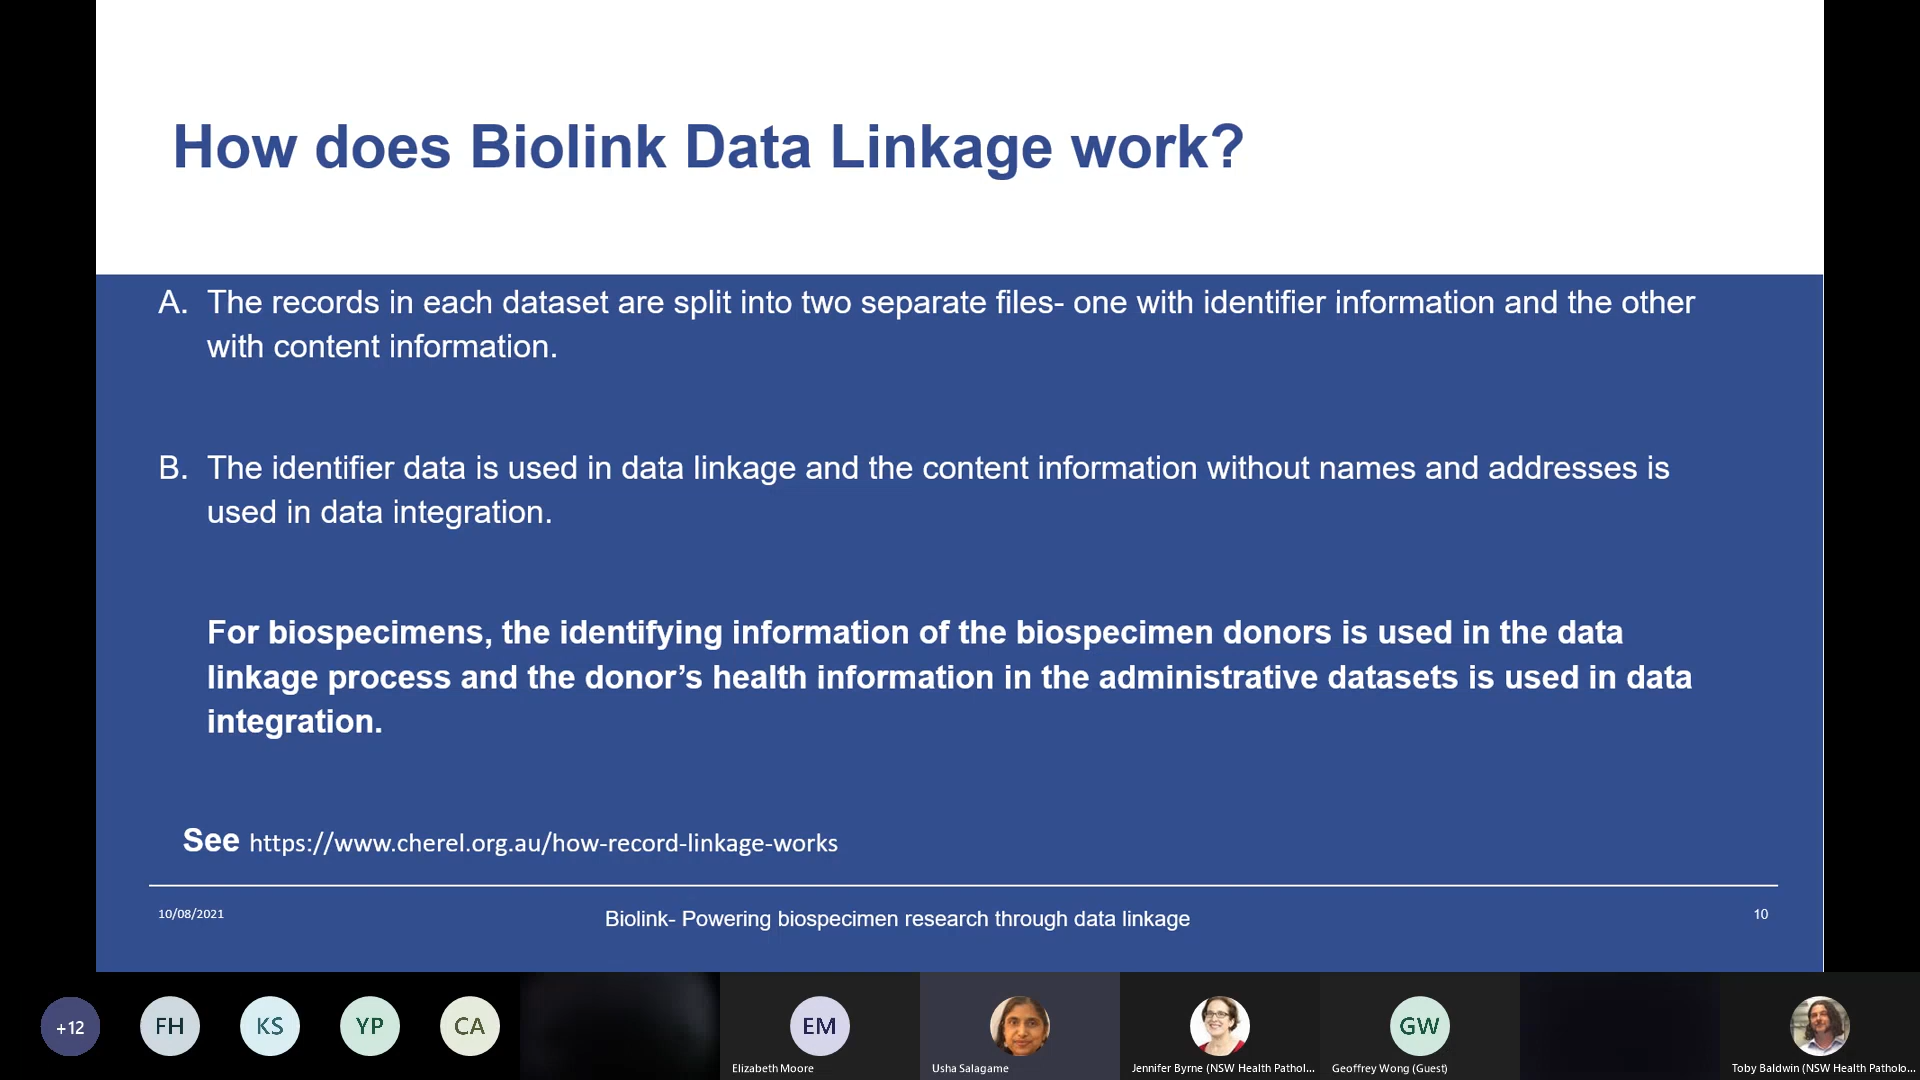 How does Biolink Data Linkage work?
A. The records in each dataset are split into two separate files- one with identifier information and the other
with content information.
B. The identifier data is used in data linkage and the content information without names and addresses is
used in data integration.
For biospecimens, the identifying information of the biospecimen donors is used in the data
linkage process and the donor’s health information in the administrative datasets is used in data
integration.
See https://www.cherel.org.au/how-record-linkage-works
10/08/2021
Biolink- Powering biospecimen research through data linkage
10
+12
FH
KS
YP
CA
EM
GW
Elizabeth Moore
Usha Salagame
Jennifer Byrne (NSW Health Pathol...
Geoffrey Wong (Guest)
Toby Baldwin (NSW Health Patholo...